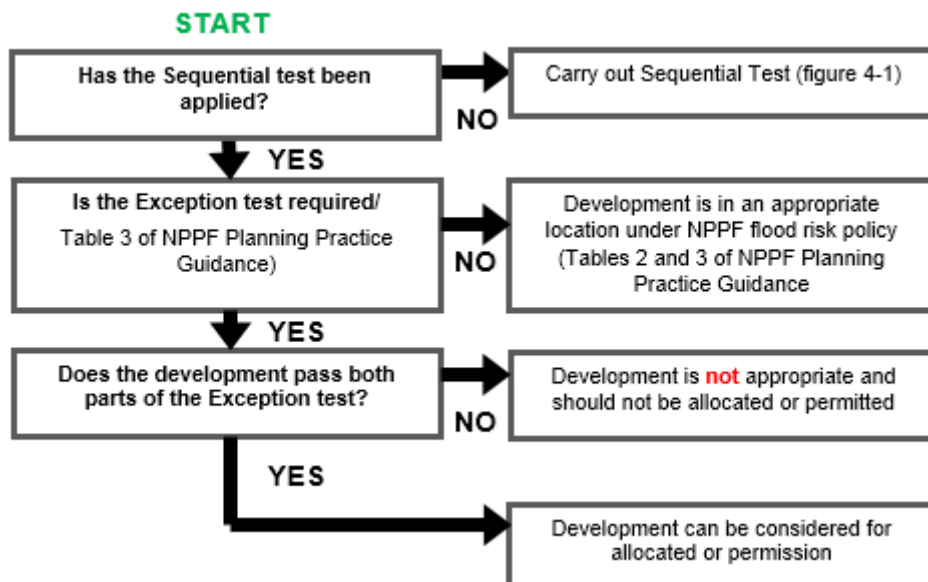 START
Has the Sequential test been
applied?
NO
Carry out Sequential Test (figure 4-1)
YES
Is the Exception test required/
Table 3 of NPPF Planning Practice
Guidance)
NO
Development is in an appropriate
location under NPPF flood risk policy
(Tables 2 and 3 of NPPF Planning
Practice Guidance
YES
Does the development pass both
parts of the Exception test?
NO
Development is not appropriate and
should not be allocated or permitted
YES
Development can be considered for
allocated or permission